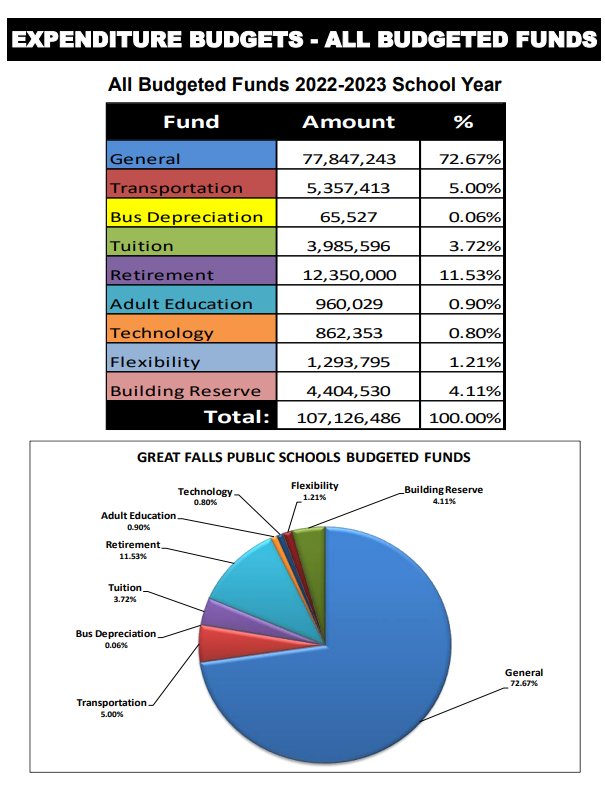 EXPENDITURE BUDGETS - ALL BUDGETED FUNDS
All Budgeted Funds 2022-2023 School Year
Fund Amount %
General 77,847,243 72.67%
Transportation 5,357,413 5.00%
Bus Depreciation 65,527 0.06%
Tuition 3,985,596 3.72%
Retirement 12,350,000 11.53%
Adult Education 960,029 0.90%
Technology 862,353 0.80%
Flexibility 1,293,795 1.21%
Building Reserve 4,404,530 4.11%
Total: 107,126,486 100.00%
GREAT FALLS PUBLIC SCHOOLS BUDGETED FUNDS
Technology
0.80%
Flexibility
1.21%
Building Reserve
4.11%
Adult Education
0.90%
Retirement
11.53%
Tuition
3.72%
Bus Depreciation
0.06%
Transportation
5.00%
General
72.67%